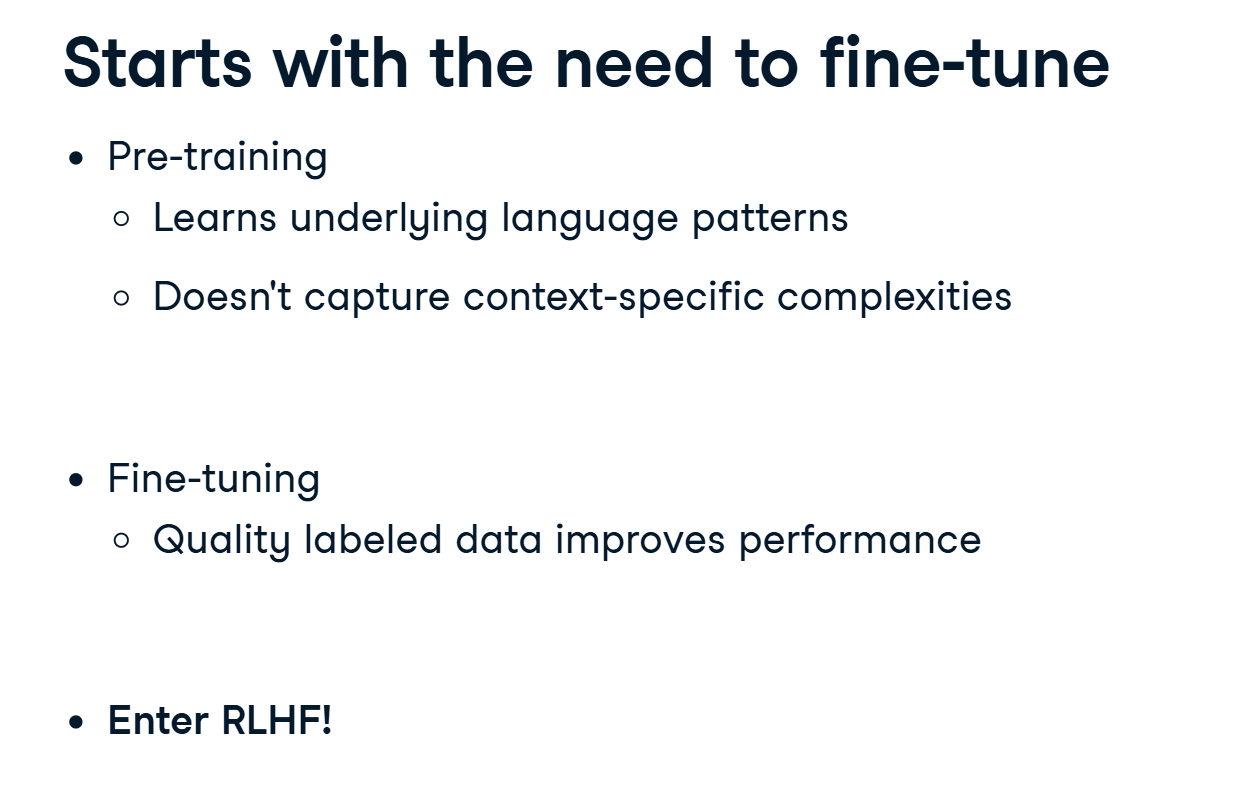 Starts with the need to fine-tune
• Pre-training
○ Learns underlying language patterns
○ Doesn't capture context-specific complexities
• Fine-tuning
○ Quality labeled data improves performance
• Enter RLHF!